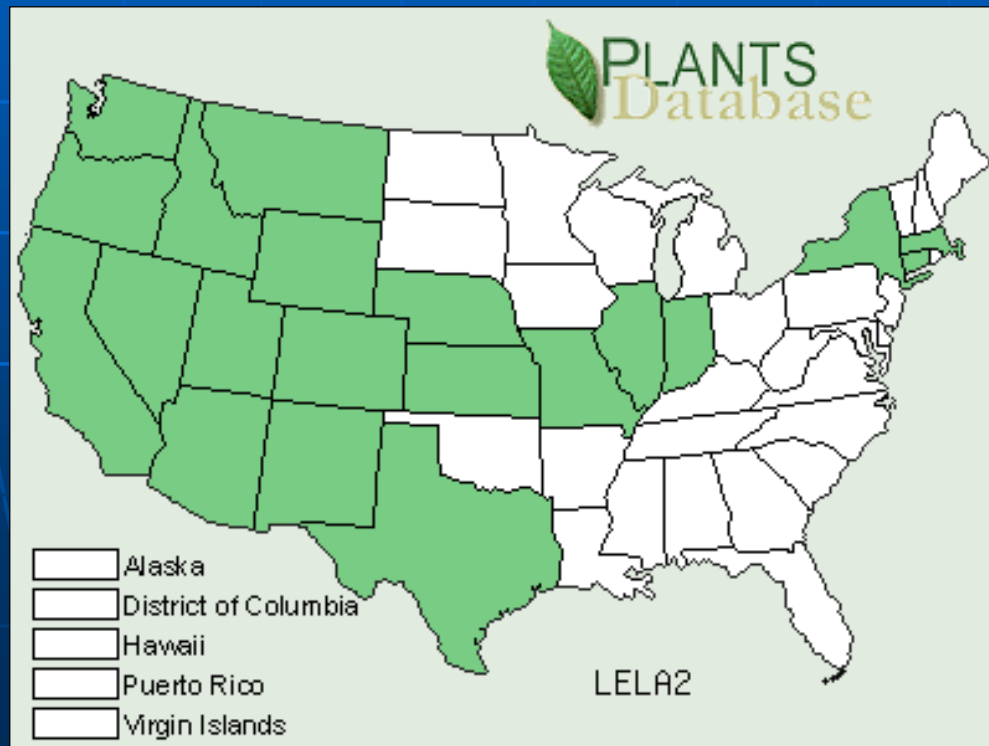 PLANTS
Database
Alaska
District of Columbia
Hawaii
Puerto Rico
Virgin Islands
LELA2